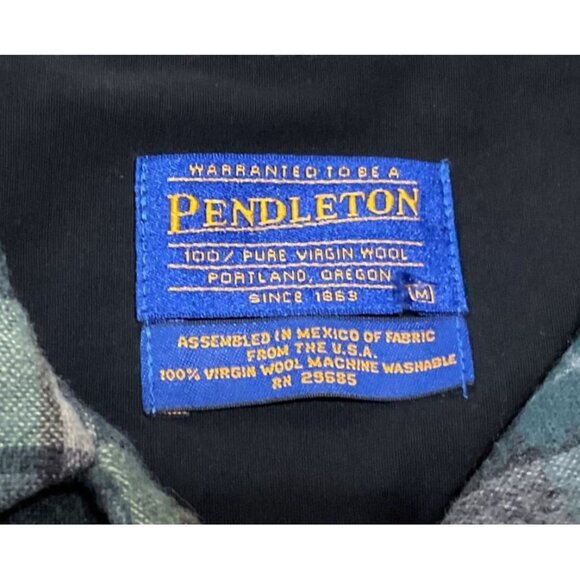 WARRANTED TO BE A
PENDLETON
100% PURE VIRGIN WOOL
PORTLAND, OREGON
SINCE 1863
M
ASSEMBLED IN MEXICO OF FABRIC
FROM THE U.S.A.
100% VIRGIN WOOL MACHINE WASHABLE
RN 29685